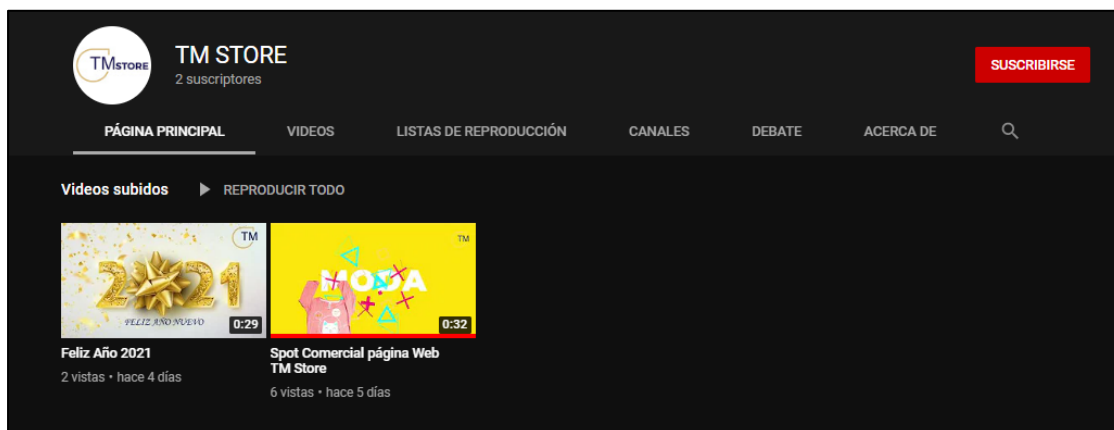 TMSTORE
TM STORE
2 suscriptores
SUSCRIBIRSE
PÁGINA PRINCIPAL VIDEOS LISTAS DE REPRODUCCIÓN CANALES DEBATE ACERCA DE
Videos subidos REPRODUCIR TODO
TM
2021
FELIZ AÑO NUEVO
0:29
TM
MODA
0:32
Feliz Año 2021
2 vistas • hace 4 días
Spot Comercial página Web
TM Store
6 vistas • hace 5 días